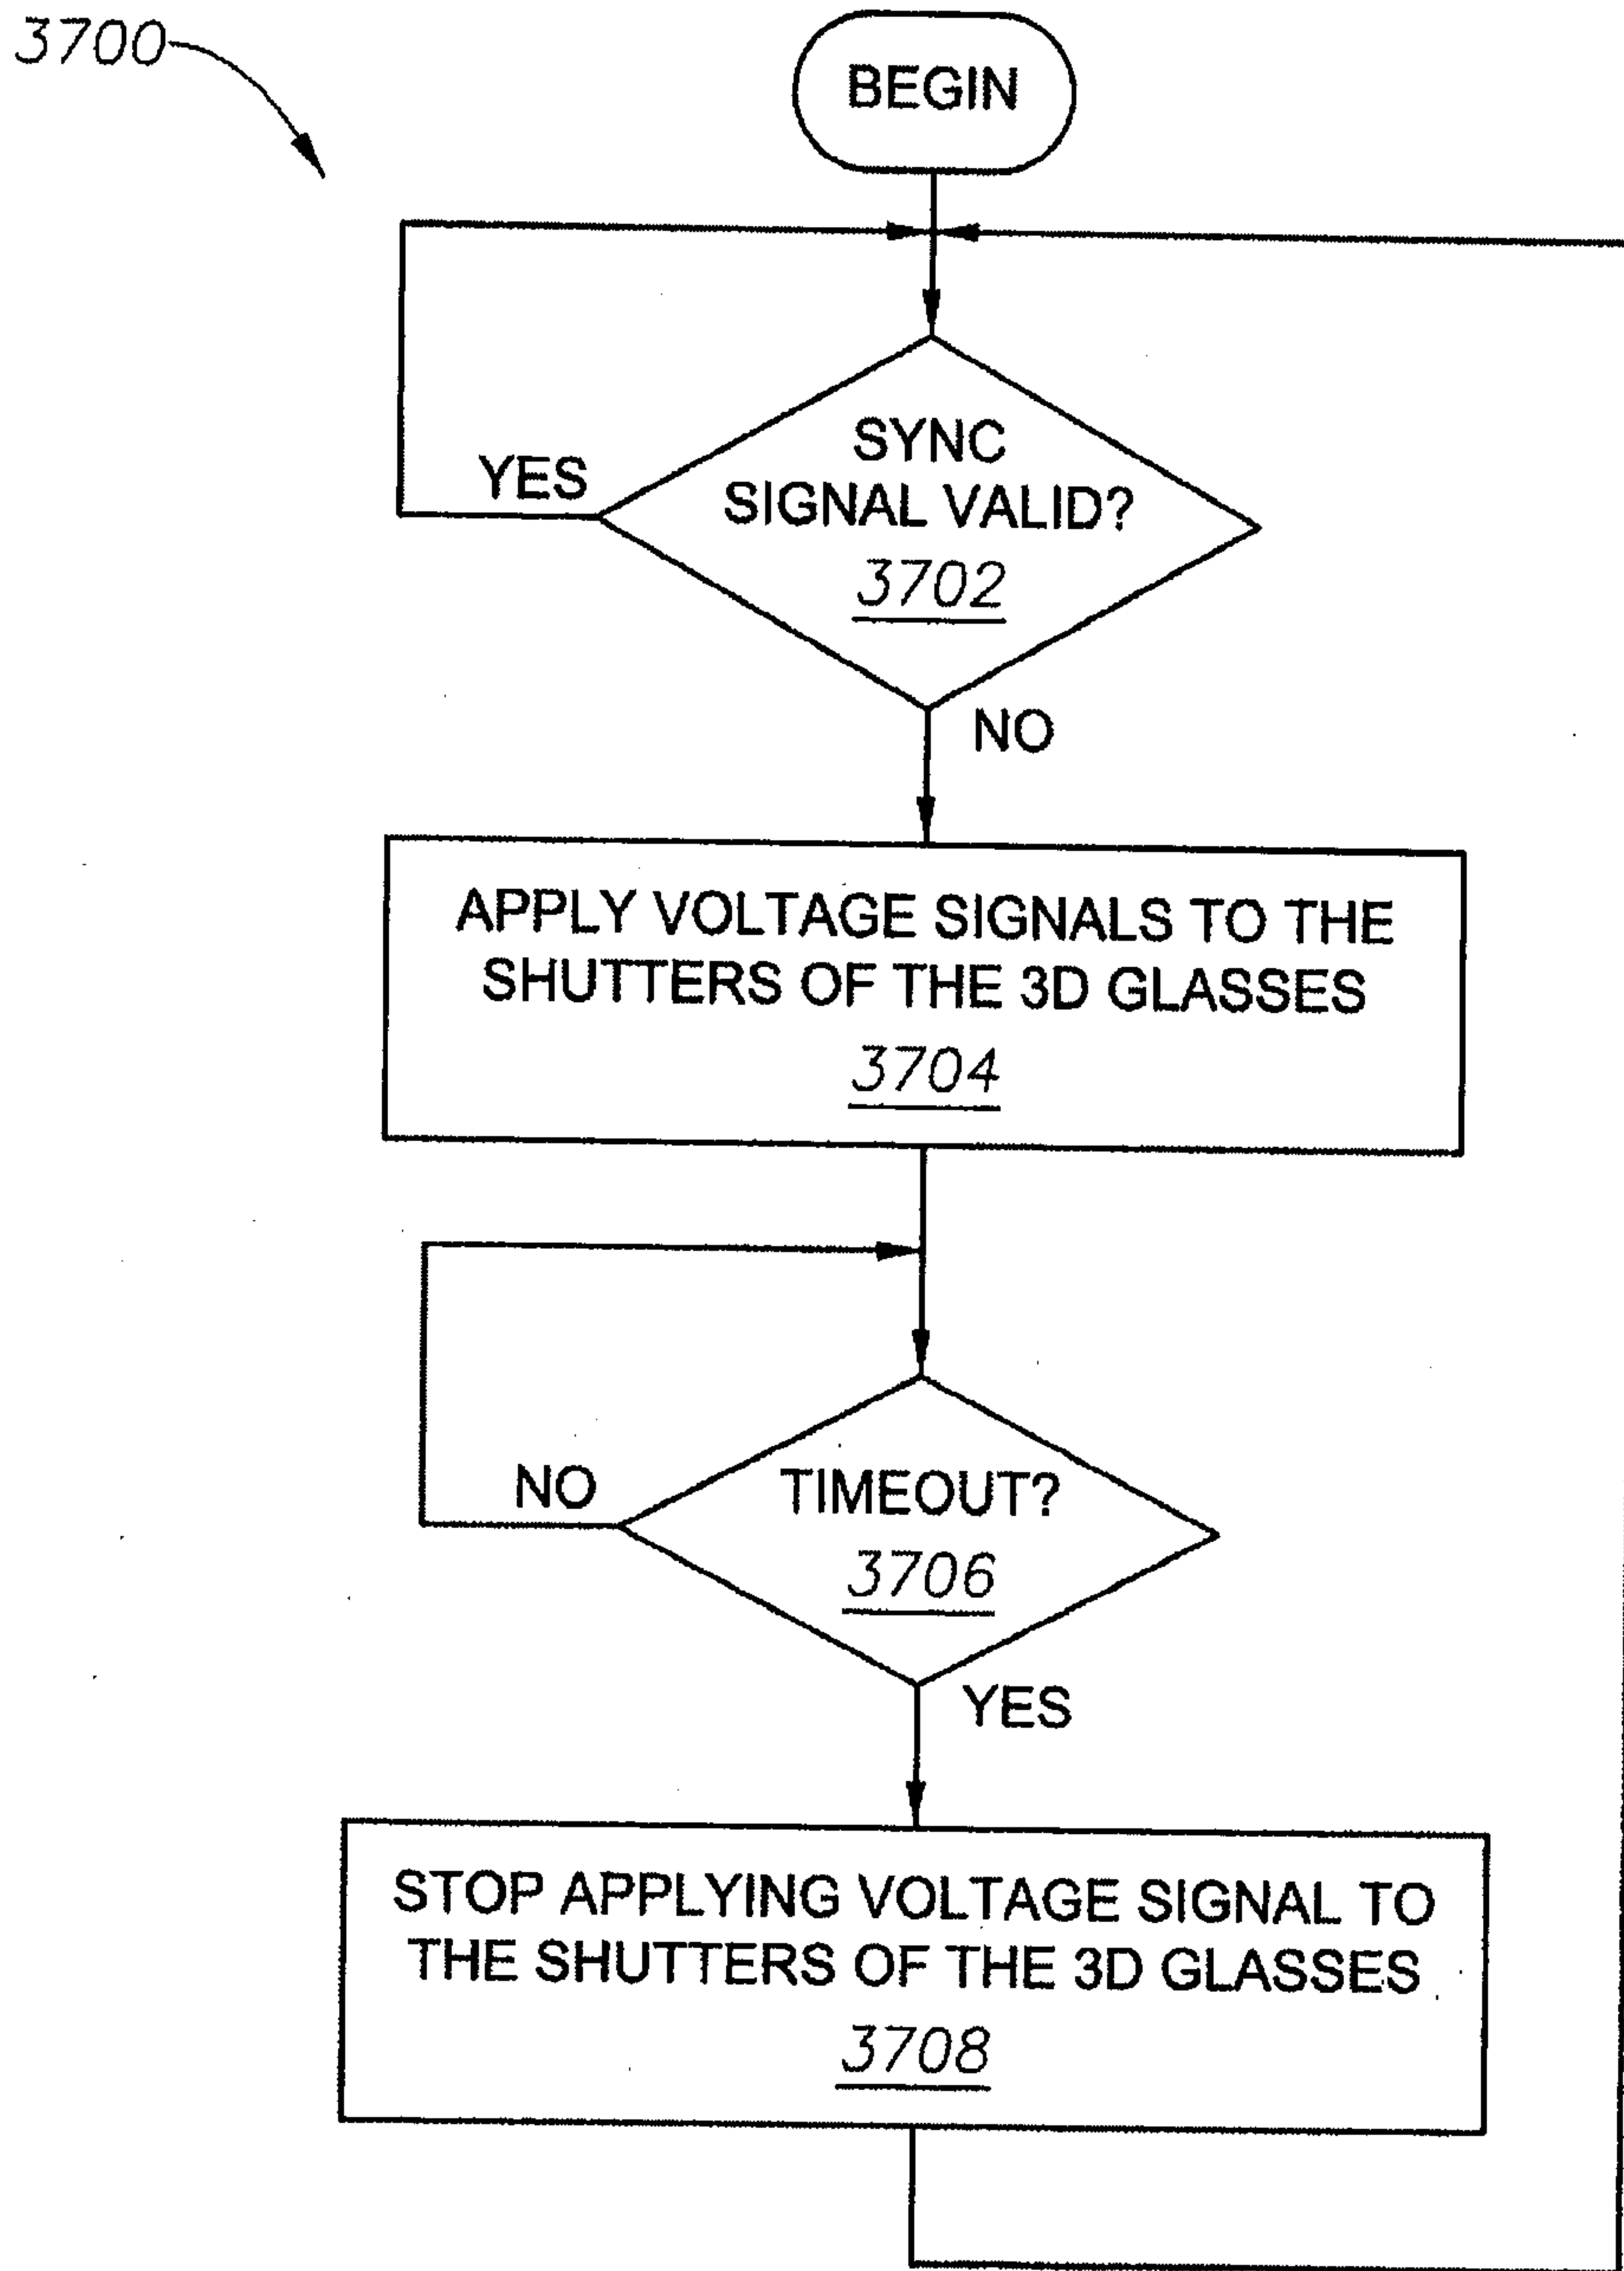 3700
BEGIN
SYNC
SIGNAL VALID?
3702
YES
NO
APPLY VOLTAGE SIGNALS TO THE
SHUTTERS OF THE 3D GLASSES
3704
TIMEOUT?
3706
NO
YES
STOP APPLYING VOLTAGE SIGNAL TO
THE SHUTTERS OF THE 3D GLASSES
3708